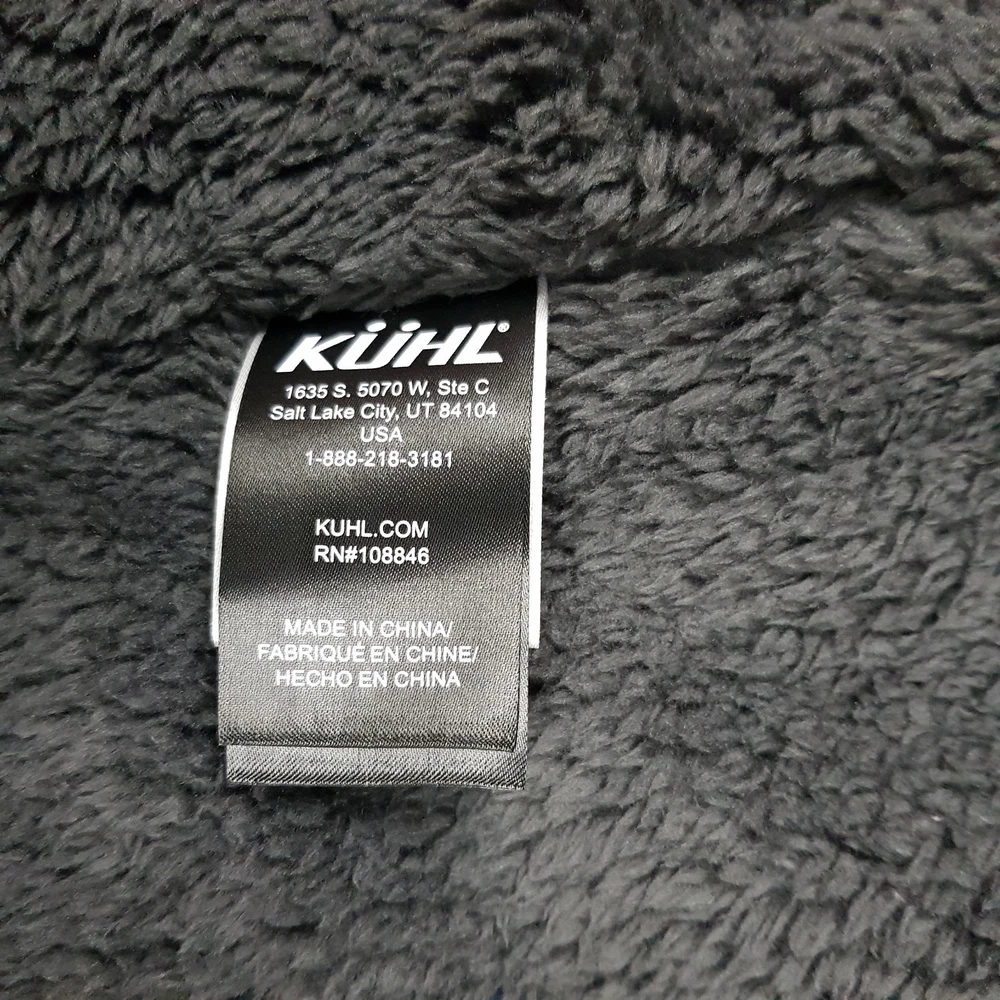 KÜHL®
1635 S. 5070 W, Ste C
Salt Lake City, UT 84104
USA
1-888-218-3181
KUHL.COM
RN#108846
MADE IN CHINA/
FABRIQUE EN CHINE/
HECHO EN CHINA